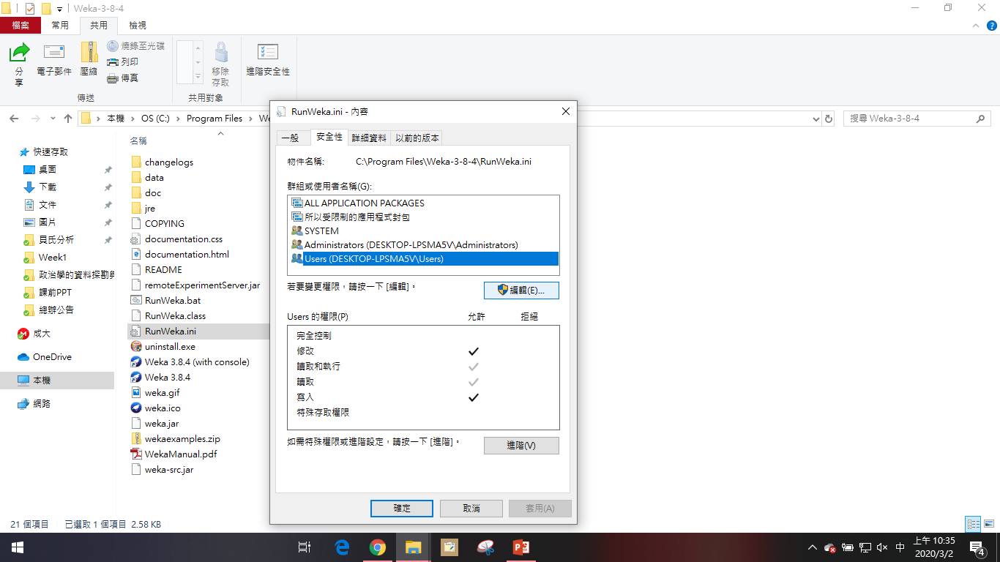 Weka-3-8-4
檔案 常用 共用 檢視
分享
電子郵件
壓縮
燒錄至光碟
列印
傳真
移除存取
進階安全性
傳送
共用對象
本機 OS (C:) Program Files We
搜尋 Weka-3-8-4
快速存取
桌面
下載
文件
圖片
貝氏分析
Week1
政治學的資料探勘
課前PPT
總辦公告
成大
OneDrive
本機
網路
名稱
changelogs
data
doc
jre
COPYING
documentation.css
documentation.html
README
remoteExperimentServer.jar
RunWeka.bat
RunWeka.class
RunWeka.ini
uninstall.exe
Weka 3.8.4 (with console)
Weka 3.8.4
weka.gif
weka.ico
weka.jar
wekaexamples.zip
WekaManual.pdf
weka-src.jar
RunWeka.ini - 內容
一般 安全性 詳細資料 以前的版本
物件名稱: C:\Program Files\Weka-3-8-4\RunWeka.ini
群組或使用者名稱(G):
ALL APPLICATION PACKAGES
所以受限制的應用程式封包
SYSTEM
Administrators (DESKTOP-LPSMA5V\Administrators)
Users (DESKTOP-LPSMA5V\Users)
若要變更權限，請按一下 [編輯]。
編輯(E)...
Users 的權限(P) 允許 拒絕
完全控制
修改
讀取和執行
讀取
寫入
特殊存取權限
如需特殊權限或進階設定，請按一下 [進階]。
進階(V)
確定 取消 套用(A)
21 個項目 已選取 1 個項目 2.58 KB
中
上午 10:35
2020/3/2
4